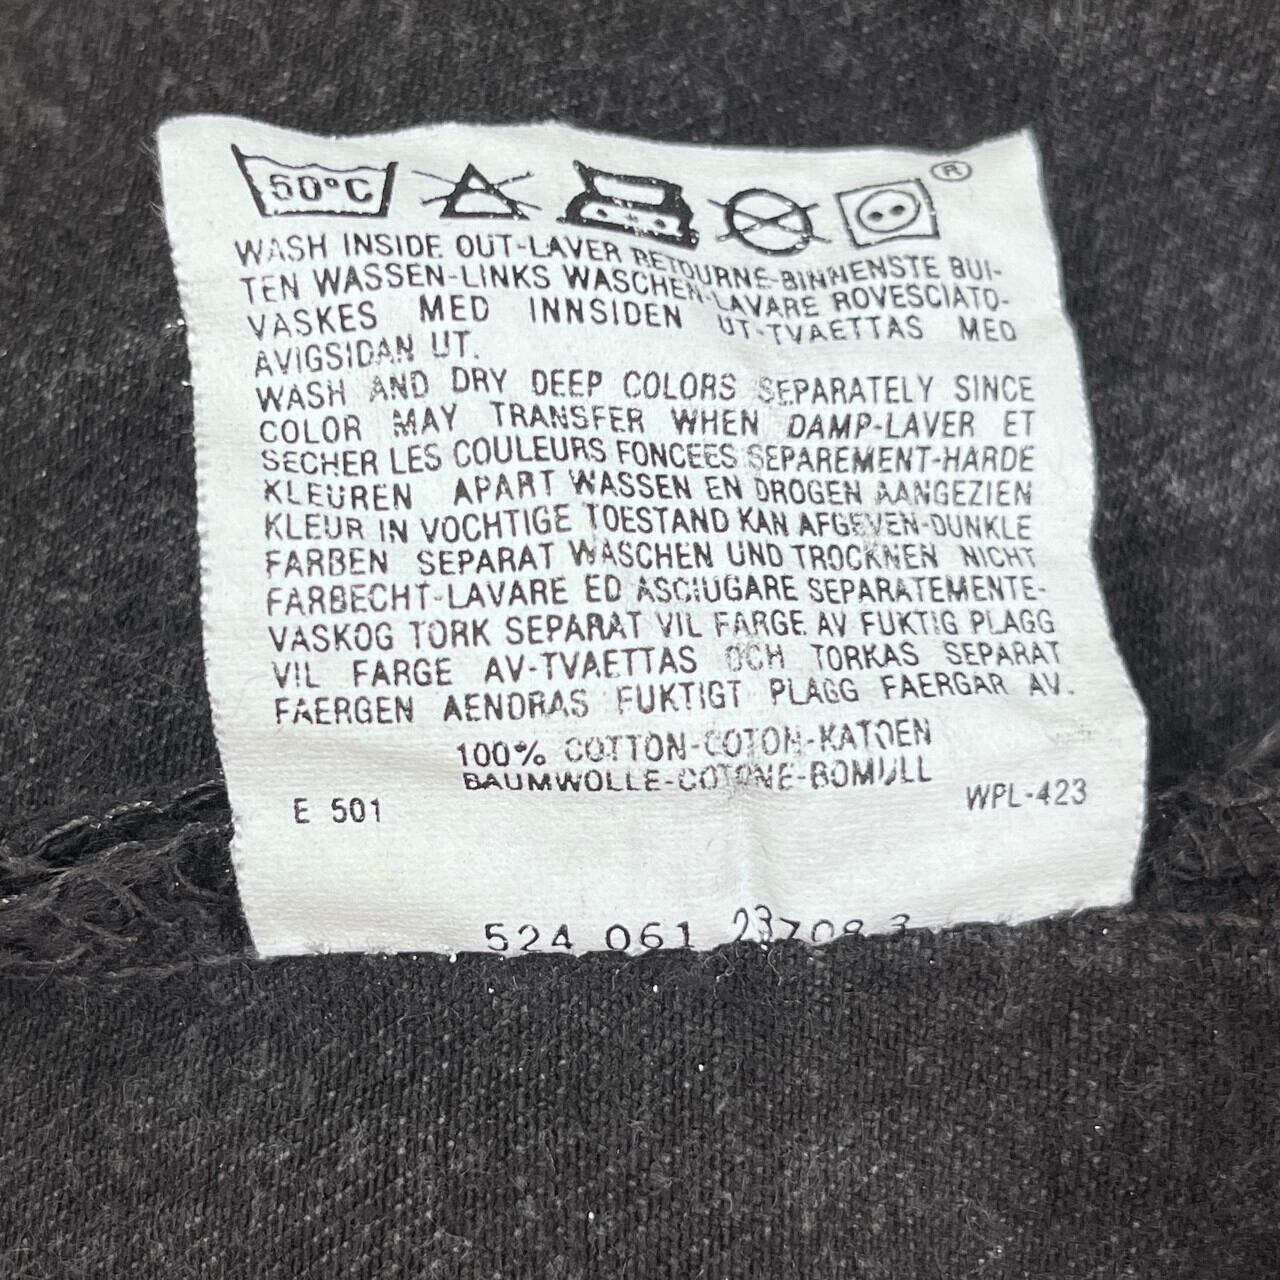 50°C
®
WASH INSIDE OUT-LAVER RETOURNE-BINNENSTE BUI-
TEN WASSEN-LINKS WASCHEN-LAVARE ROVESCIATO-
VASKES MED INNSIDEN UT-TVAETTAS MED
AVIGSIDAN UT.
WASH AND DRY DEEP COLORS SEPARATELY SINCE
COLOR MAY TRANSFER WHEN DAMP-LAVER ET
SECHER LES COULEURS FONCEES SEPAREMENT-HARDE
KLEUREN APART WASSEN EN DROGEN AANGEZIEN
KLEUR IN VOCHTIGE TOESTAND KAN AFGEVEN-DUNKLE
FARBEN SEPARAT WASCHEN UND TROCKNEN NICHT
FARBECHT-LAVARE ED ASCIUGARE SEPARATEMENTE-
VASKOG TORK SEPARAT VIL FARGE AV FUKTIG PLAGG
VIL FARGE AV-TVAETTAS OCH TORKAS SEPARAT
FAERGEN AENDRAS FUKTIGT PLAGG FAERGAR AV.
100% COTTON-COTON-KATOEN
BAUMWOLLE-COTONE-BOMULL
E 501
WPL-423
524 061